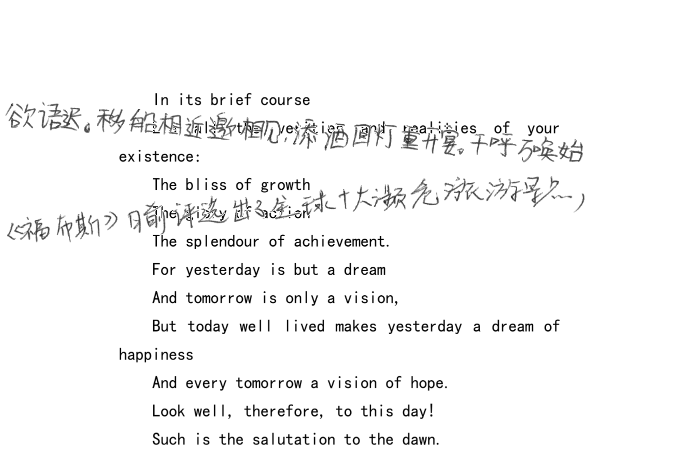 In its brief course
欲语迟。移船相近邀相见,添酒回灯重开宴。千呼万唤始
Lie all the verities and realities of your
existence:
The bliss of growth
《福布斯》日前评选出了全球十大濒危旅游景点,
The glory of action
The splendour of achievement.
For yesterday is but a dream
And tomorrow is only a vision,
But today well lived makes yesterday a dream of
happiness
And every tomorrow a vision of hope.
Look well, therefore, to this day!
Such is the salutation to the dawn.